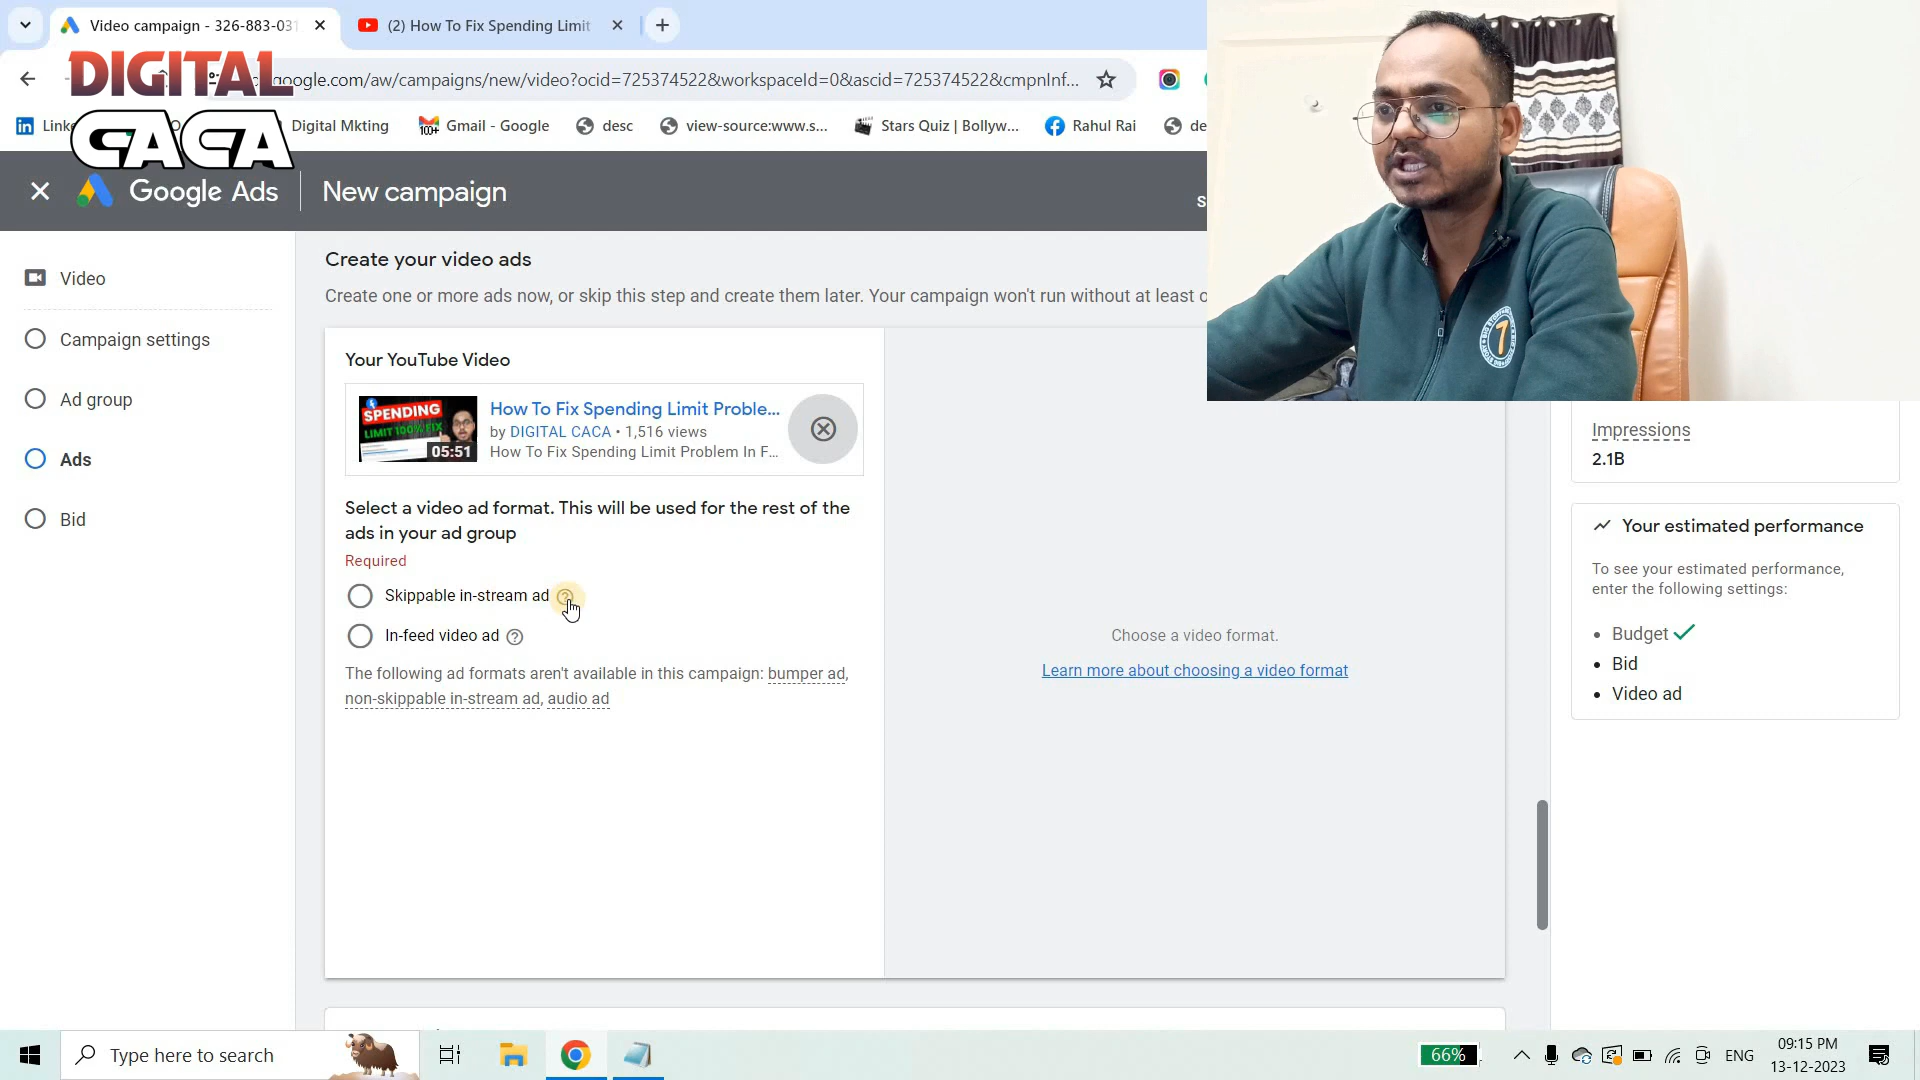 Video campaign - 326-883-031
(2) How To Fix Spending Limit
DIGITAL
CACA
google.com/aw/campaigns/new/video?ocid=725374522&workspaceId=0&ascid=725374522&cmpnInf...
Digital Mkting
Gmail - Google
desc
view-source:www.s...
Stars Quiz | Bollyw...
Rahul Rai
Google Ads
New campaign
Create your video ads
Create one or more ads now, or skip this step and create them later. Your campaign won't run without at least
Video
Campaign settings
Ad group
Ads
Bid
Your YouTube Video
SPENDING
LIMIT 100% FIX
05:51
How To Fix Spending Limit Proble...
by DIGITAL CACA • 1,516 views
How To Fix Spending Limit Problem In F...
Select a video ad format. This will be used for the rest of the
ads in your ad group
Required
Skippable in-stream ad
In-feed video ad
The following ad formats aren't available in this campaign: bumper ad,
non-skippable in-stream ad, audio ad
Choose a video format.
Learn more about choosing a video format
7
Impressions
2.1B
Your estimated performance
To see your estimated performance,
enter the following settings:
• Budget
• Bid
• Video ad
Type here to search
66%
ENG
09:15 PM
13-12-2023